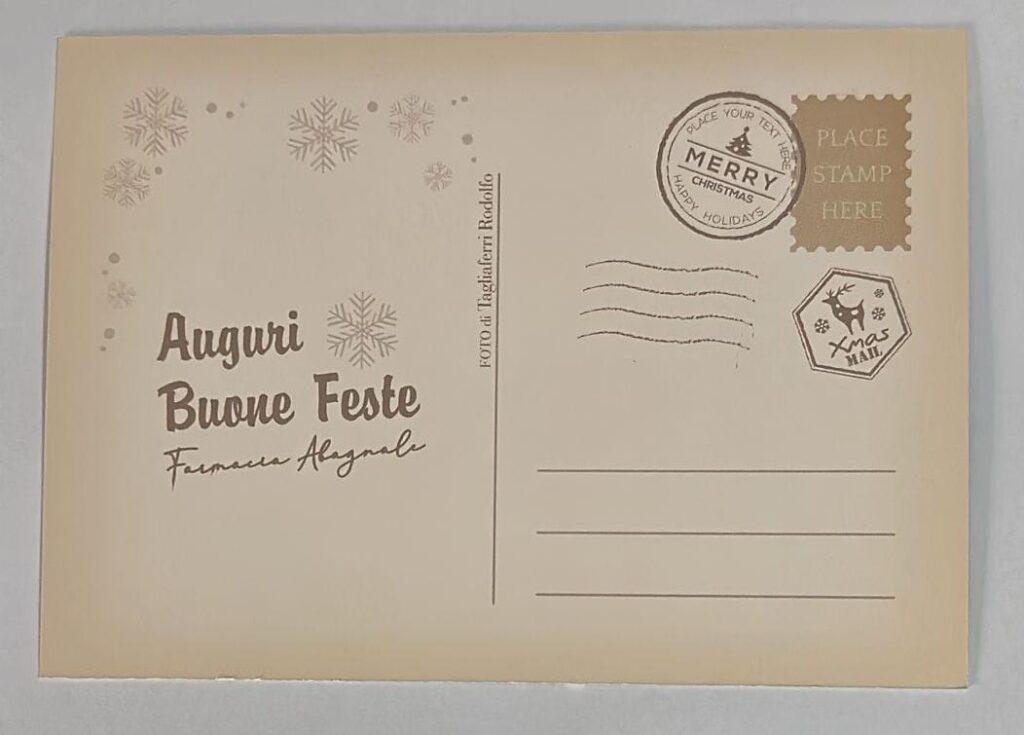 Auguri
Buone Feste
Farmacia Abagnale
FOTO di Tagliaferri Rodolfo
PLACE YOUR TEXT HERE
MERRY
CHRISTMAS
HAPPY HOLIDAYS
PLACE
STAMP
HERE
Xmas
MAIL